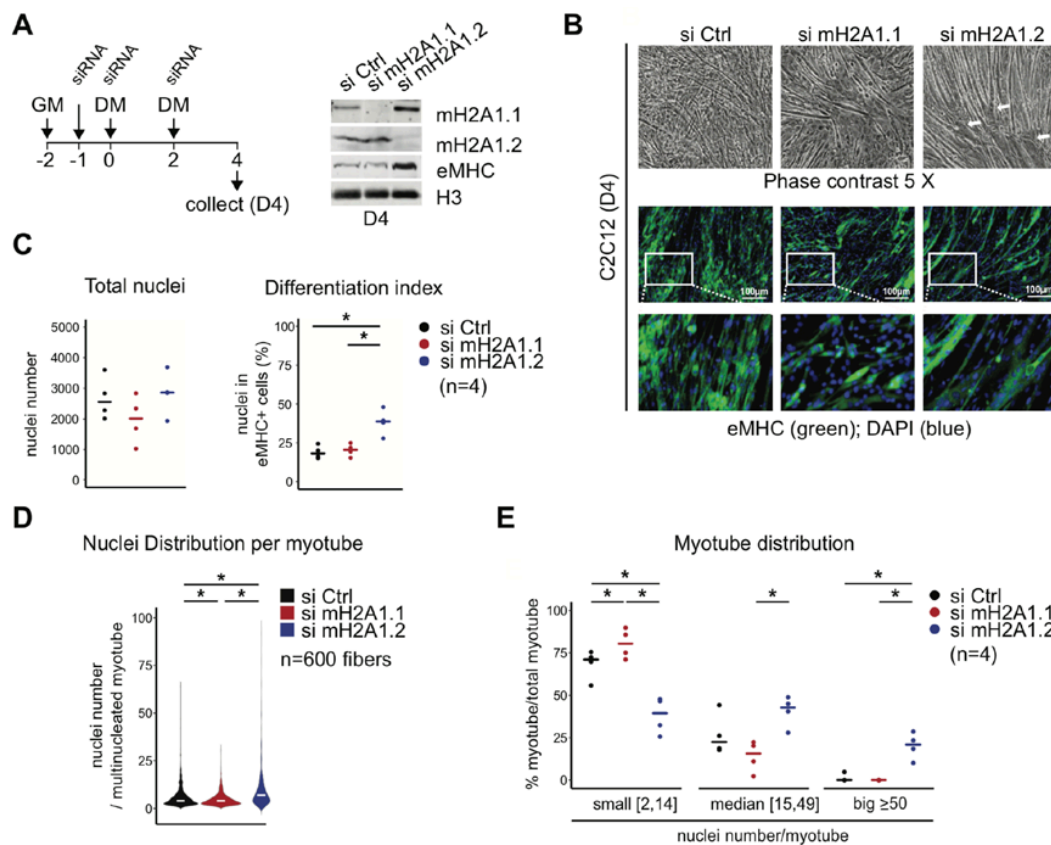 A
siRNA
siRNA
siRNA
GM
DM
DM
-2
-1
0
2
4
collect (D4)
si Ctrl
si mH2A1.1
si mH2A1.2
mH2A1.1
mH2A1.2
eMHC
H3
D4
B
si Ctrl
si mH2A1.1
si mH2A1.2
C2C12 (D4)
Phase contrast 5 X
100µm
100µm
100µm
eMHC (green); DAPI (blue)
C
Total nuclei
nuclei number
5000
4000
3000
2000
1000
0
Differentiation index
nuclei in
eMHC+ cells (%)
100
75
50
25
0
* 
*
si Ctrl
si mH2A1.1
si mH2A1.2
(n=4)
D
Nuclei Distribution per myotube
nuclei number
/ multinucleated myotube
100
75
50
25
0
*
* *
si Ctrl
si mH2A1.1
si mH2A1.2
n=600 fibers
E
Myotube distribution
% myotube/total myotube
100
75
50
25
0
* *
* * * *
si Ctrl
si mH2A1.1
si mH2A1.2
(n=4)
small [2,14] median [15,49] big ≥50
nuclei number/myotube